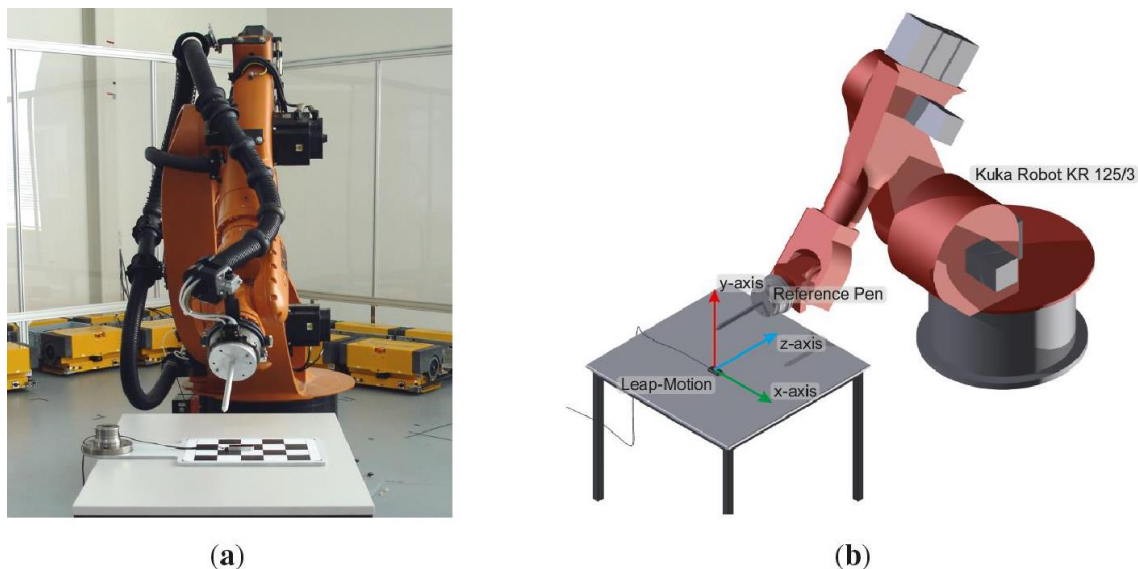 Kuka Robot KR 125/3
y-axis
Reference Pen
z-axis
Leap-Motion
x-axis
(a)
(b)